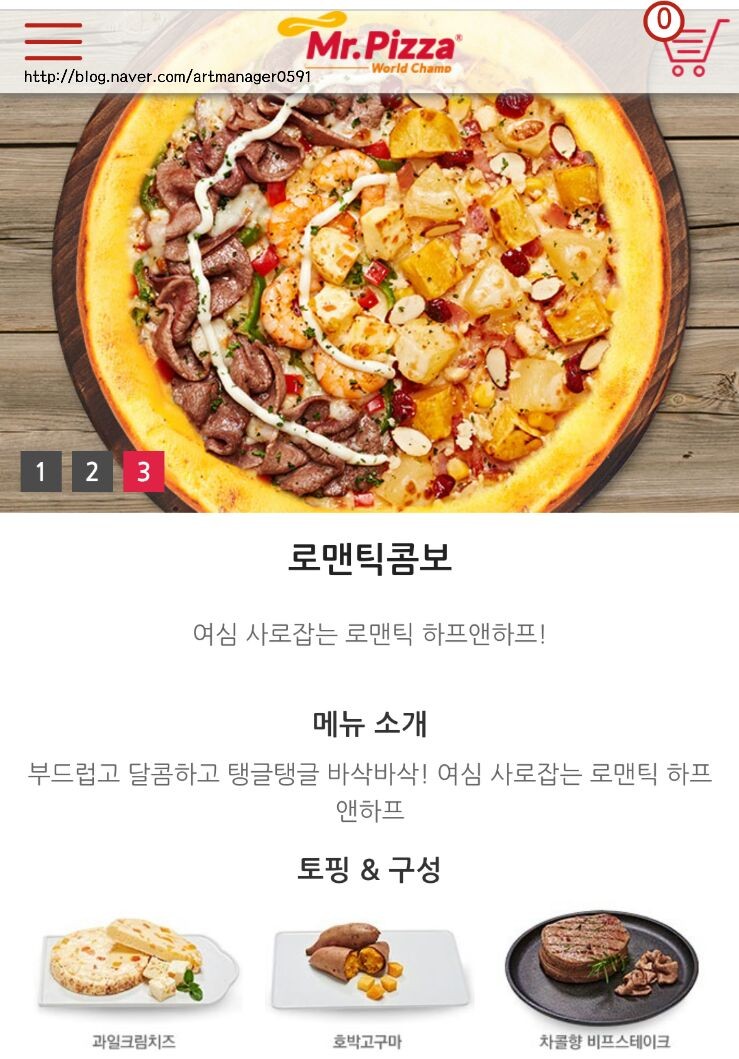 0
Mr.Pizza®
World Champ
http://blog.naver.com/artmanager0591
1 2 3
로맨틱콤보
여심 사로잡는 로맨틱 하프앤하프!
메뉴 소개
부드럽고 달콤하고 탱글탱글 바삭바삭! 여심 사로잡는 로맨틱 하프
앤하프
토핑 & 구성
과일크림치즈 호박고구마 차콜향 비프스테이크